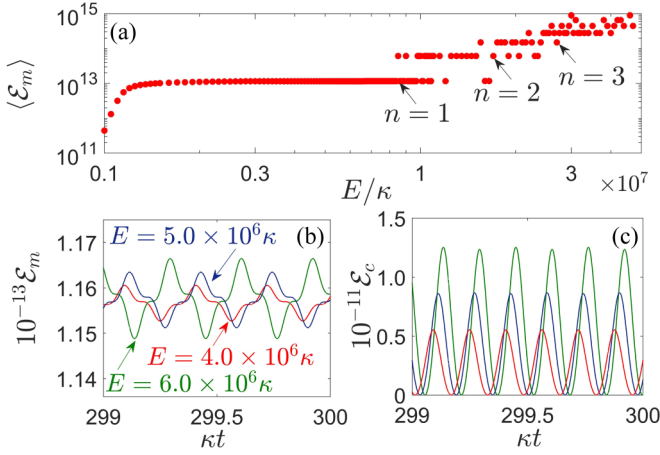 10^15
(a)
⟨ℰ_m⟩
10^13
n = 3
n = 2
n = 1
10^11
0.1 0.3 1 3 ×10^7
E/κ
1.17
E = 5.0 × 10^6κ
(b)
10^−13ℰ_m
1.16
1.15
E = 4.0 × 10^6κ
1.14
E = 6.0 × 10^6κ
299 299.5 300
κt
1.5
(c)
10^−11ℰ_c
1.0
0.5
0
299 299.5 300
κt